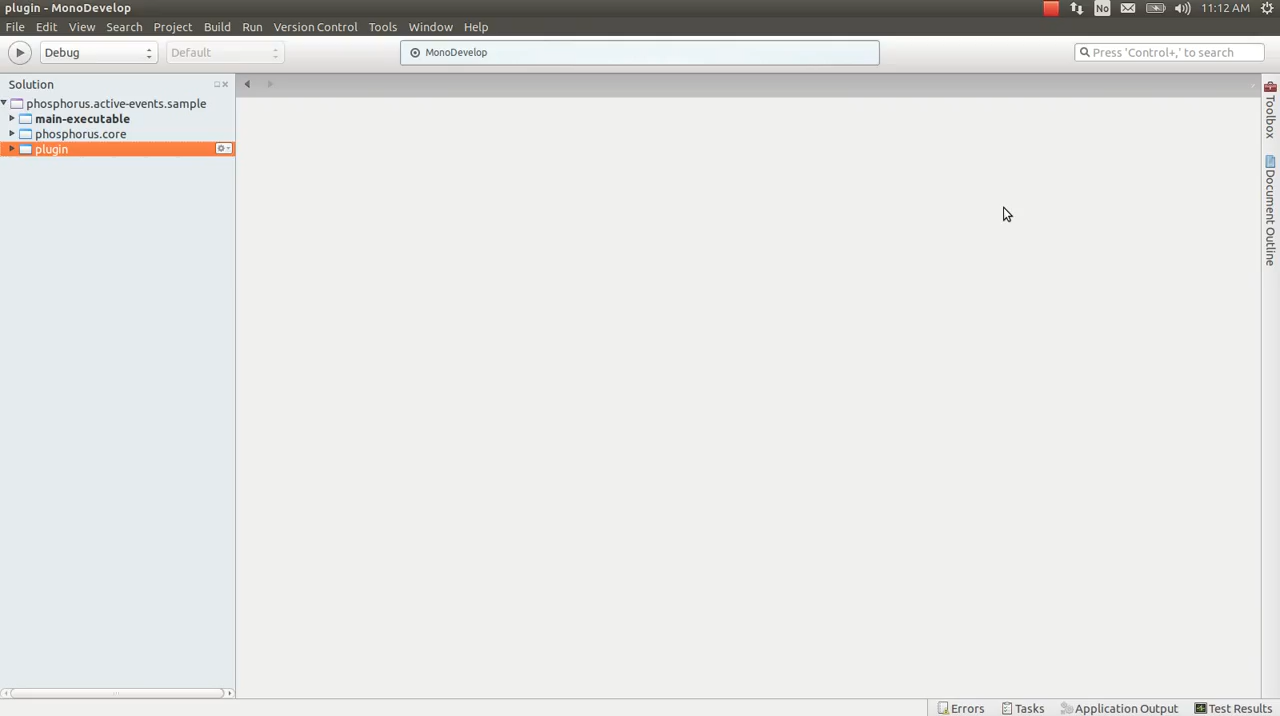 plugin - MonoDevelop
No
11:12 AM
File Edit View Search Project Build Run Version Control Tools Window Help
Debug
Default
MonoDevelop
Press 'Control+,' to search
Solution
phosphorus.active-events.sample
main-executable
phosphorus.core
plugin
Toolbox
Document Outline
Errors
Tasks
Application Output
Test Results